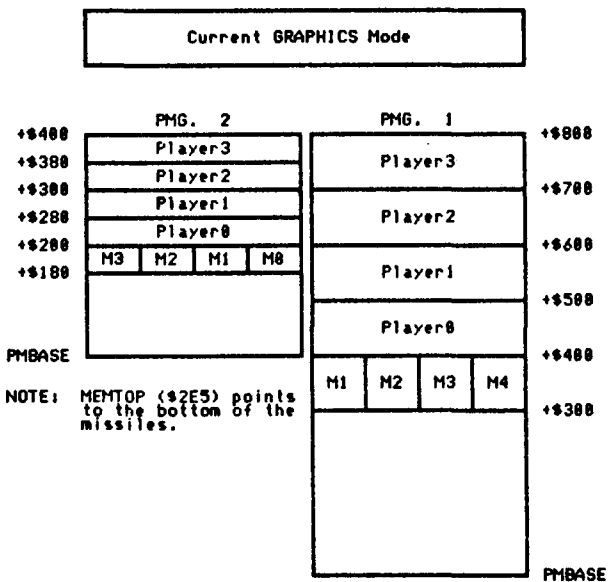 Current GRAPHICS Mode
PMG. 2
+$400
Player3
+$380
Player2
+$300
Player1
+$280
Player0
+$200
M3 M2 M1 M0
+$180
PMBASE
NOTE: MEMTOP ($2E5) points
to the bottom of the
missiles.
PMG. 1
+$800
Player3
+$700
Player2
+$600
Player1
+$500
Player0
+$400
M1 M2 M3 M4
+$300
PMBASE